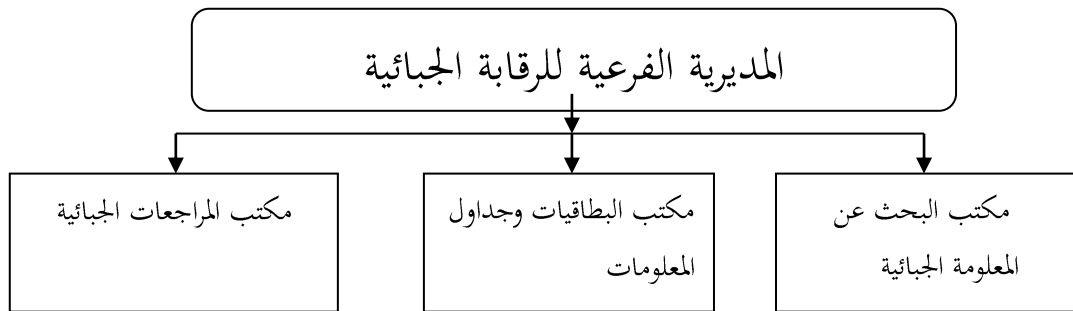 المديرية الفرعية للرقابة الجبائية
مكتب البحث عن
المعلومة الجبائية
مكتب البطاقيات وجداول
المعلومات
مكتب المراجعات الجبائية